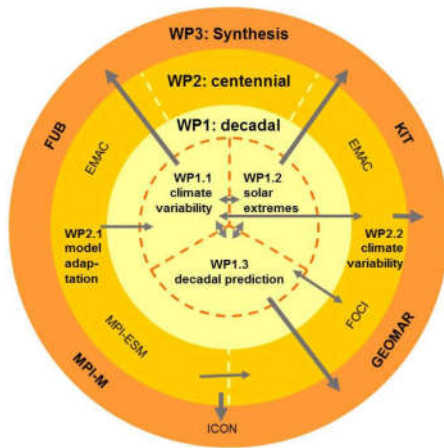 WP3: Synthesis
WP2: centennial
WP1: decadal
FUB
KIT
EMAC
EMAC
WP1.1
climate
variability
WP1.2
solar
extremes
WP2.1
model
adap-
tation
WP2.2
climate
variability
WP1.3
decadal prediction
MPI-ESM
FOCI
MPI-M
GEOMAR
ICON